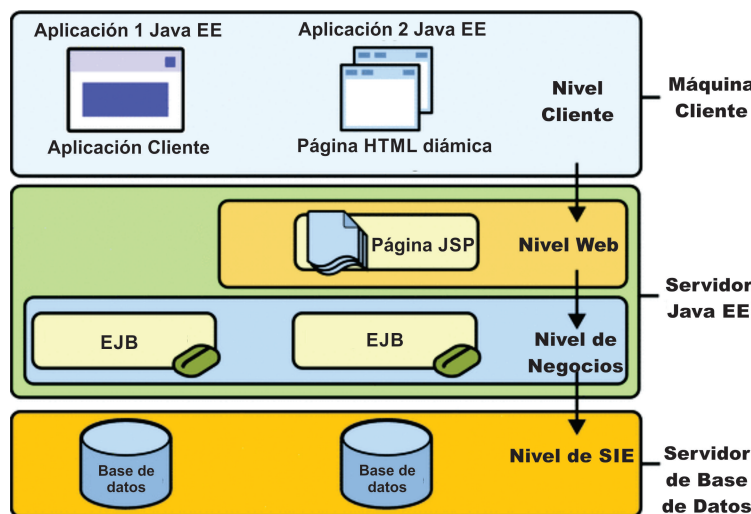 Aplicación 1 Java EE
Aplicación 2 Java EE
Aplicación Cliente
Página HTML diámica
Nivel
Cliente
Máquina
Cliente
Página JSP
Nivel Web
EJB
EJB
Nivel de
Negocios
Servidor
Java EE
Base de
datos
Base de
datos
Nivel de SIE
Servidor
de Base
de Datos